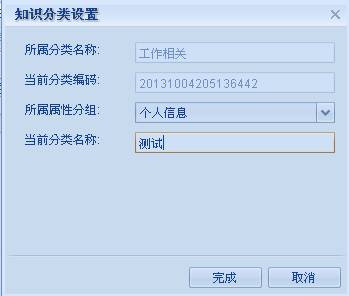 知识分类设置
所属分类名称: 工作相关
当前分类编码: 20131004205136442
所属属性分组: 个人信息
当前分类名称: 测试
完成 取消